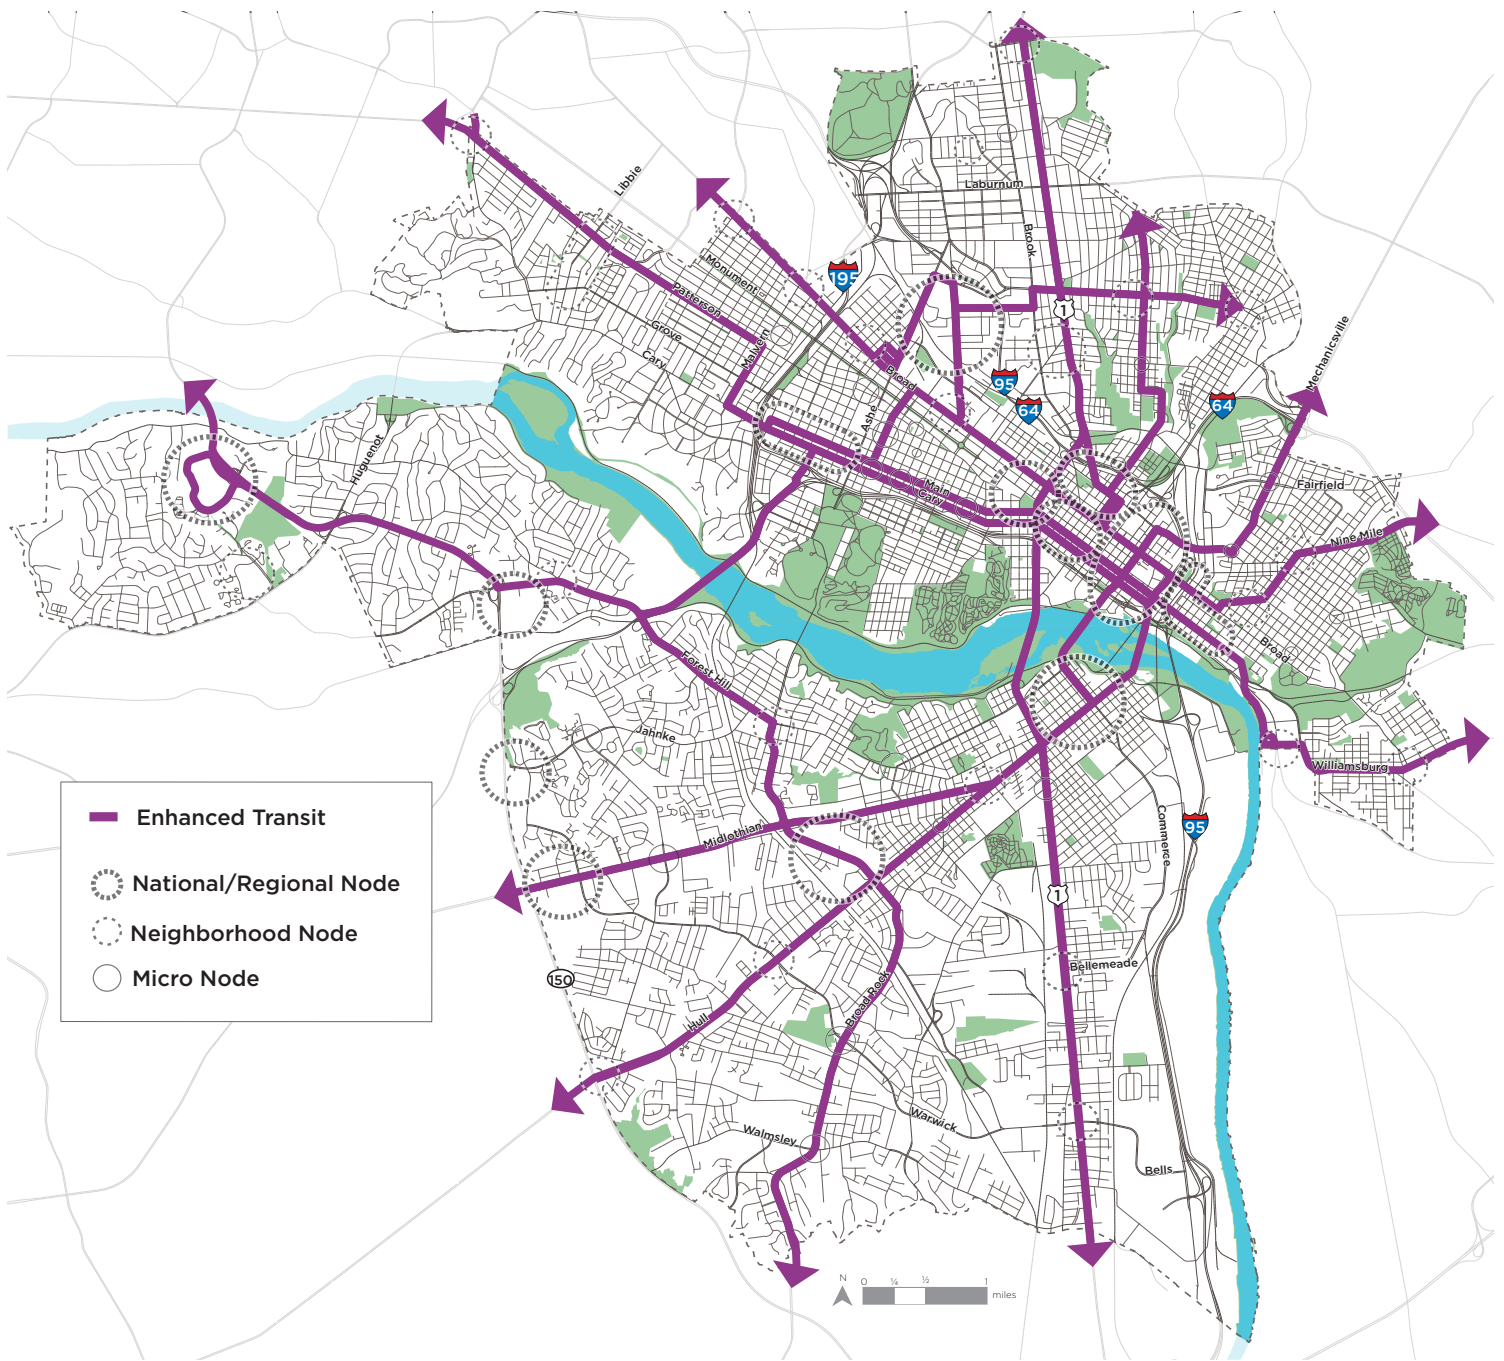 Libbie
Laburnum
Brook
195
Monument
Patterson
1
Grove
Malvern
Cary
Mechanicsville
Broad
95
64
64
Ashe
Huguenot
Main
Cary
Fairfield
Nine Mile
Broad
Forest Hill
Jahnke
Williamsburg
Enhanced Transit
National/Regional Node
Neighborhood Node
Micro Node
Midlothian
Commerce
95
1
150
Bellemeade
Broad Rock
Hull
Warwick
Walmsley
Bells
N
0 ¼ ½ 1
miles